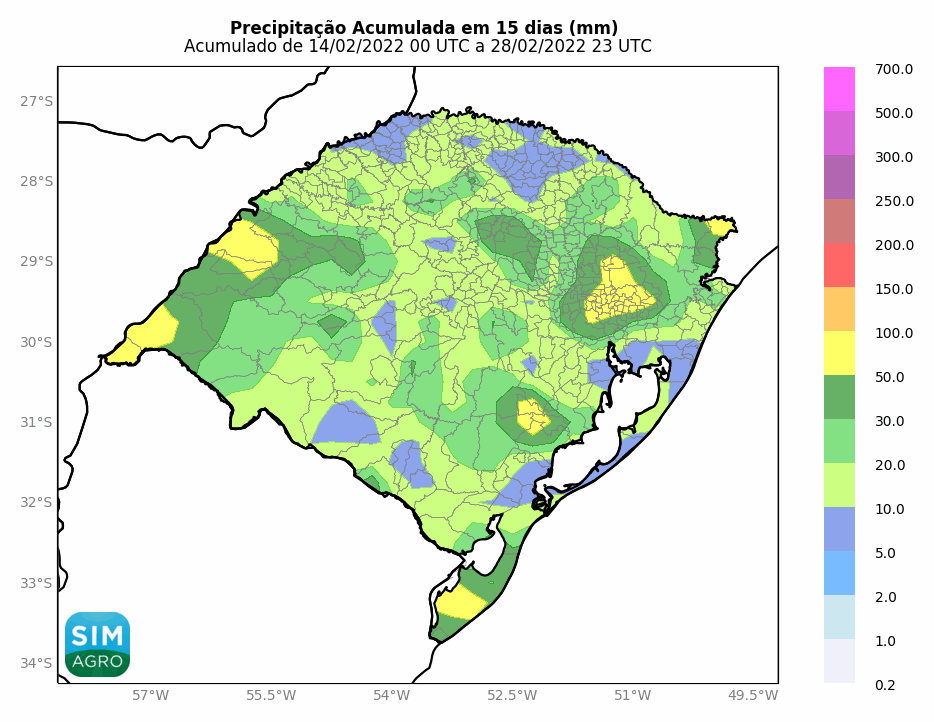 Precipitação Acumulada em 15 dias (mm)
Acumulado de 14/02/2022 00 UTC a 28/02/2022 23 UTC
27°S
28°S
29°S
30°S
31°S
32°S
33°S
34°S
57°W
55.5°W
54°W
52.5°W
51°W
49.5°W
700.0
500.0
300.0
250.0
200.0
150.0
100.0
50.0
30.0
20.0
10.0
5.0
2.0
1.0
0.2
SIM
AGRO